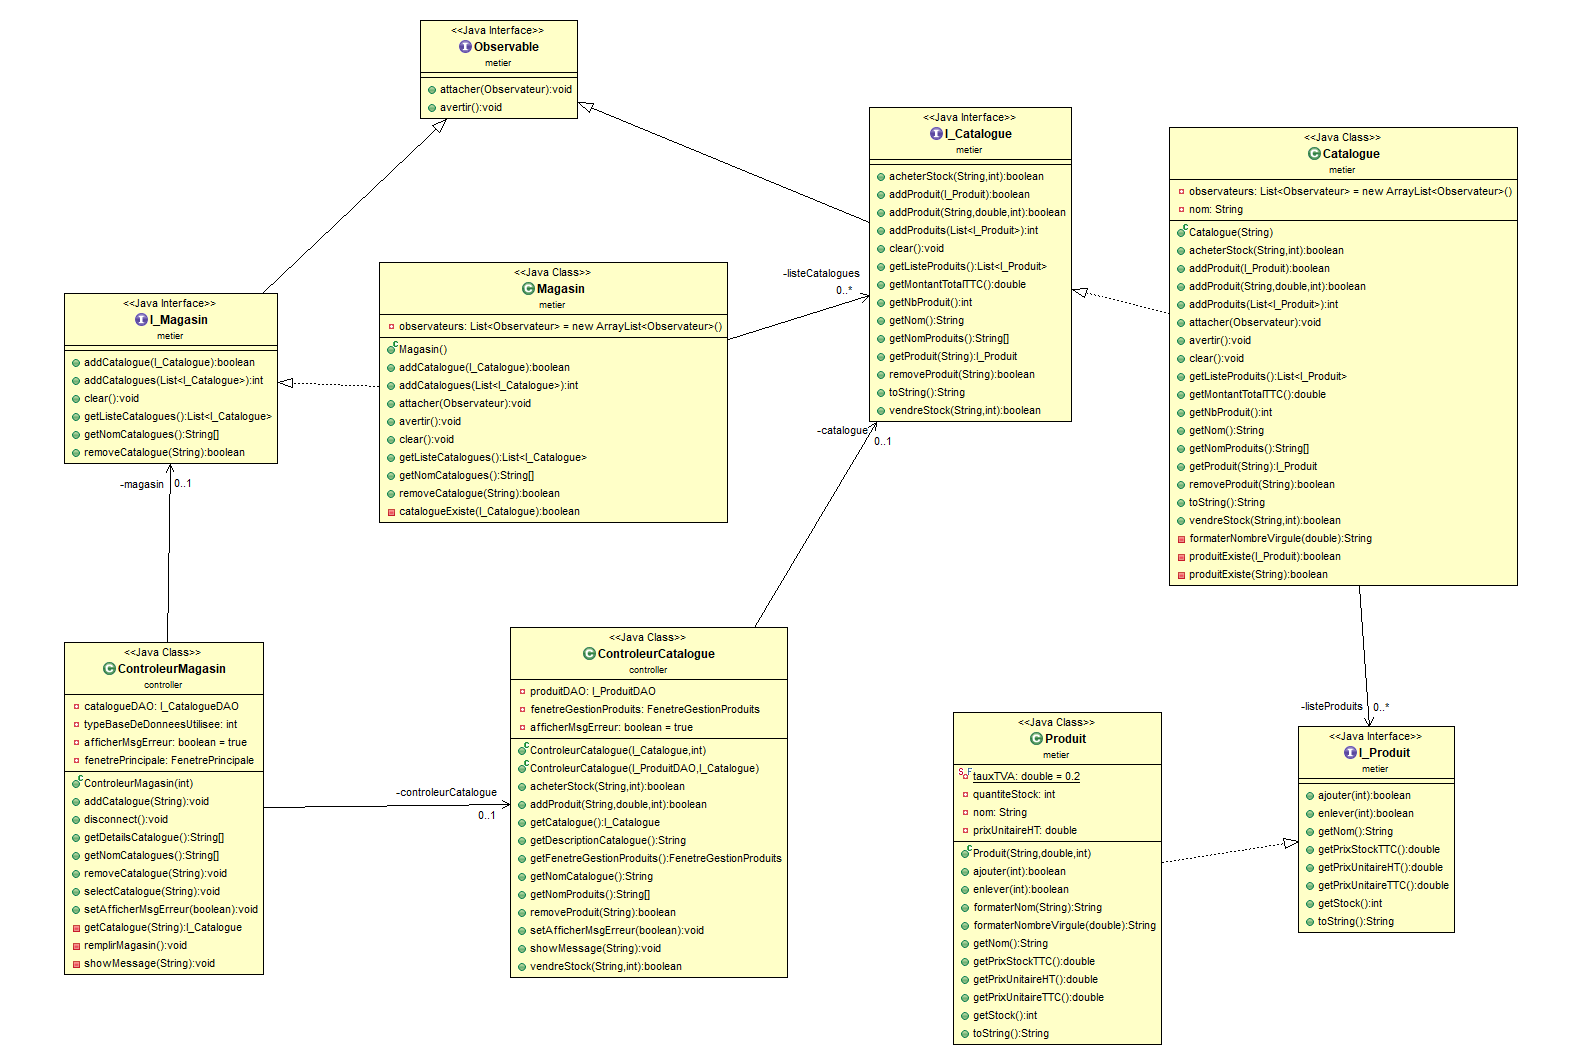 <<Java Interface>>
Observable
metier
attacher(Observateur):void
avertir():void
<<Java Interface>>
I_Catalogue
metier
acheterStock(String,int):boolean
addProduit(I_Produit):boolean
addProduit(String,double,int):boolean
addProduits(List<I_Produit>):int
clear():void
getListeProduits():List<I_Produit>
getMontantTotalTTC():double
getNbProduit():int
getNom():String
getNomProduits():String[]
getProduit(String):I_Produit
removeProduit(String):boolean
toString():String
vendreStock(String,int):boolean
<<Java Class>>
Catalogue
metier
observateurs: List<Observateur> = new ArrayList<Observateur>()
nom: String
Catalogue(String)
acheterStock(String,int):boolean
addProduit(I_Produit):boolean
addProduit(String,double,int):boolean
addProduits(List<I_Produit>):int
attacher(Observateur):void
avertir():void
clear():void
getListeProduits():List<I_Produit>
getMontantTotalTTC():double
getNbProduit():int
getNom():String
getNomProduits():String[]
getProduit(String):I_Produit
removeProduit(String):boolean
toString():String
vendreStock(String,int):boolean
formaterNombreVirgule(double):String
produitExiste(I_Produit):boolean
produitExiste(String):boolean
<<Java Interface>>
I_Magasin
metier
addCatalogue(I_Catalogue):boolean
addCatalogues(List<I_Catalogue>):int
clear():void
getListeCatalogues():List<I_Catalogue>
getNomCatalogues():String[]
removeCatalogue(String):boolean
<<Java Class>>
Magasin
metier
observateurs: List<Observateur> = new ArrayList<Observateur>()
Magasin()
addCatalogue(I_Catalogue):boolean
addCatalogues(List<I_Catalogue>):int
attacher(Observateur):void
avertir():void
clear():void
getListeCatalogues():List<I_Catalogue>
getNomCatalogues():String[]
removeCatalogue(String):boolean
catalogueExiste(I_Catalogue):boolean
-listeCatalogues
0..*
-catalogue
0..1
-magasin
0..1
<<Java Class>>
ControleurMagasin
controller
catalogueDAO: I_CatalogueDAO
typeBaseDeDonneesUtilisee: int
afficherMsgErreur: boolean = true
fenetrePrincipale: FenetrePrincipale
ControleurMagasin(int)
addCatalogue(String):void
disconnect():void
getDetailsCatalogue():String[]
getNomCatalogues():String[]
removeCatalogue(String):void
selectCatalogue(String):void
setAfficherMsgErreur(boolean):void
getCatalogue(String):I_Catalogue
remplirMagasin():void
showMessage(String):void
-controleurCatalogue
0..1
<<Java Class>>
ControleurCatalogue
controller
produitDAO: I_ProduitDAO
fenetreGestionProduits: FenetreGestionProduits
afficherMsgErreur: boolean = true
ControleurCatalogue(I_Catalogue,int)
ControleurCatalogue(I_ProduitDAO,I_Catalogue)
acheterStock(String,int):boolean
addProduit(String,double,int):boolean
getCatalogue():I_Catalogue
getDescriptionCatalogue():String
getFenetreGestionProduits():FenetreGestionProduits
getNomCatalogue():String
getNomProduits():String[]
removeProduit(String):boolean
setAfficherMsgErreur(boolean):void
showMessage(String):void
vendreStock(String,int):boolean
<<Java Class>>
Produit
metier
tauxTVA: double = 0.2
quantiteStock: int
nom: String
prixUnitaireHT: double
Produit(String,double,int)
ajouter(int):boolean
enlever(int):boolean
formaterNom(String):String
formaterNombreVirgule(double):String
getNom():String
getPrixStockTTC():double
getPrixUnitaireHT():double
getPrixUnitaireTTC():double
getStock():int
toString():String
-listeProduits
0..*
<<Java Interface>>
I_Produit
metier
ajouter(int):boolean
enlever(int):boolean
getNom():String
getPrixStockTTC():double
getPrixUnitaireHT():double
getPrixUnitaireTTC():double
getStock():int
toString():String